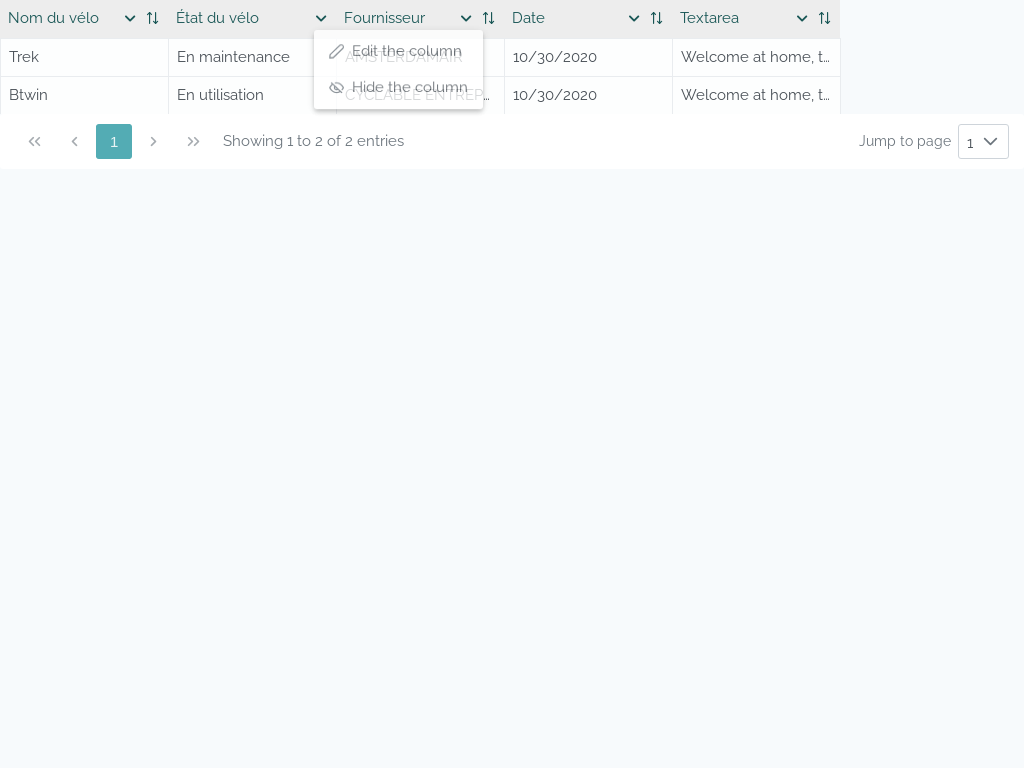 Nom du vélo État du vélo Fournisseur Date Textarea
Trek En maintenance AMSTERDAMAIR 10/30/2020 Welcome at home, t...
Edit the column
Btwin En utilisation CYCLABLE ENTREP... 10/30/2020 Welcome at home, t...
Hide the column
1 Showing 1 to 2 of 2 entries Jump to page 1